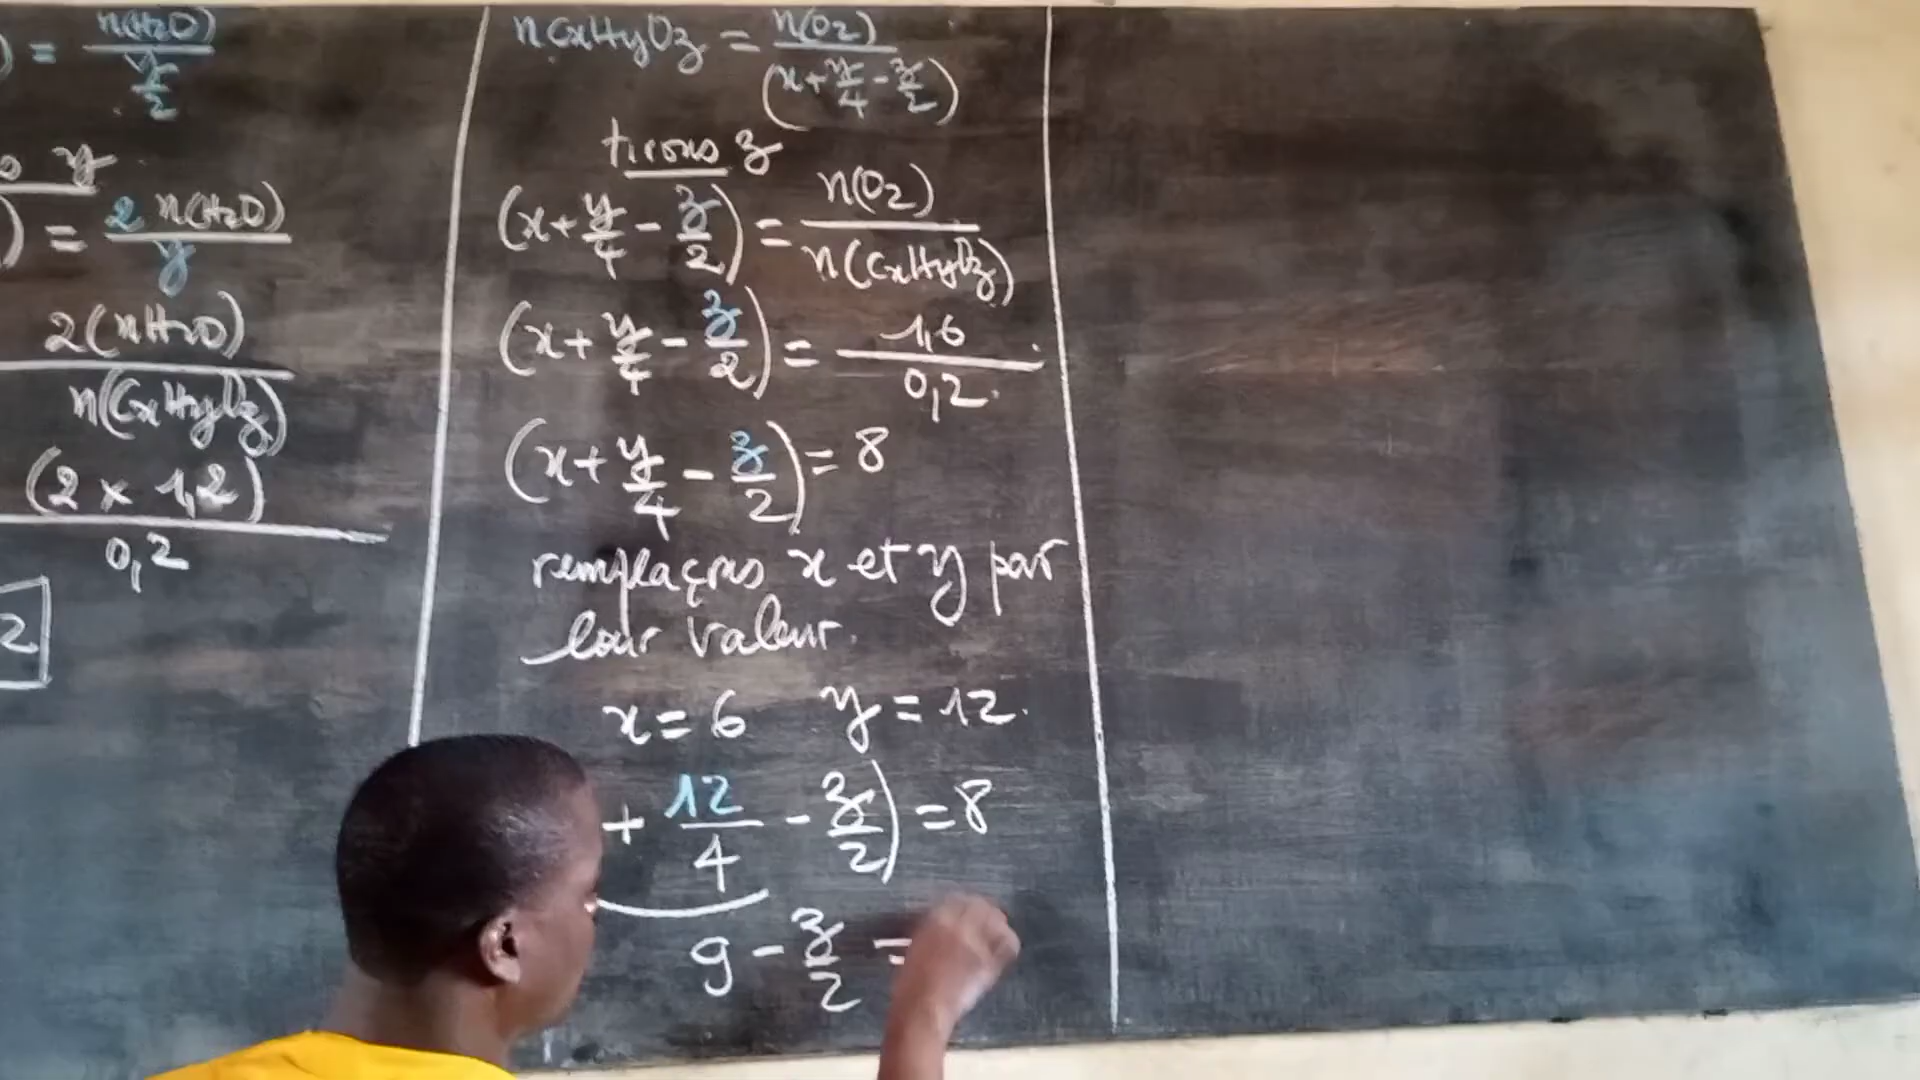 ) = n(H2O) / y/2
y
) = 2 n(H2O) / y
2(nH2O) / n(CxHyOz)
(2 x 1,2) / 0,2
2
nCxHyOz = n(O2) / (x + y/4 - z/2)
tirons z
(x + y/4 - z/2) = n(O2) / n(CxHyOz)
(x + y/4 - z/2) = 1,6 / 0,2
(x + y/4 - z/2) = 8
remplaçons x et y par
leur valeur.
x = 6 y = 12.
+ 12/4 - z/2) = 8
9 - z/2 =